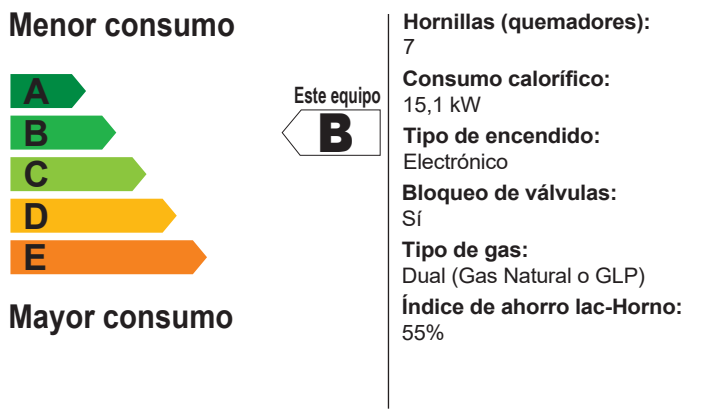 Menor consumo
A
B
C
D
E
Mayor consumo
Este equipo
B
Hornillas (quemadores):
7
Consumo calorífico:
15,1 kW
Tipo de encendido:
Electrónico
Bloqueo de válvulas:
Sí
Tipo de gas:
Dual (Gas Natural o GLP)
Índice de ahorro lac-Horno:
55%